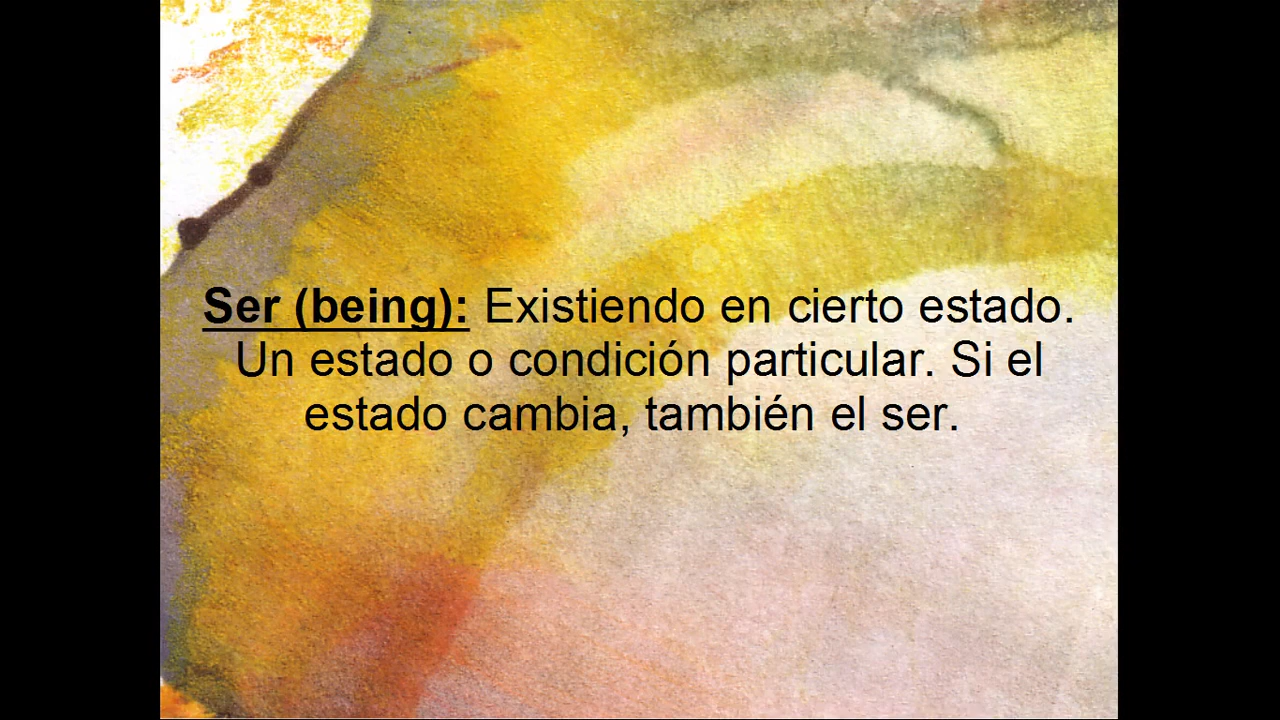 Ser (being): Existiendo en cierto estado.
Un estado o condición particular. Si el
estado cambia, también el ser.